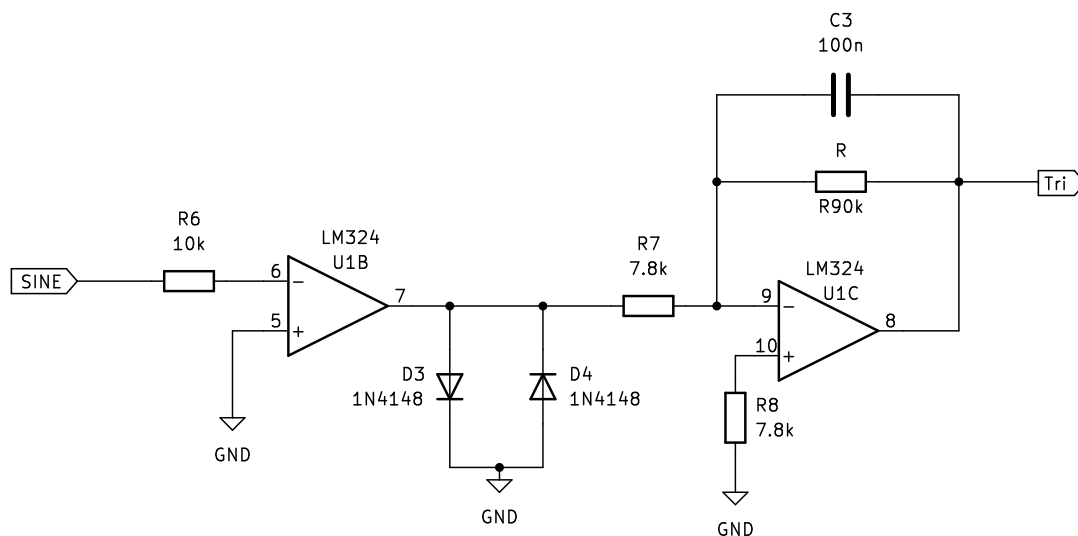 C3
100n
R
R90k
Tri
R6
10k
LM324
U1B
R7
7.8k
LM324
U1C
SINE
6
−
7
5
+
9
−
8
10
+
D3
1N4148
D4
1N4148
R8
7.8k
GND
GND
GND